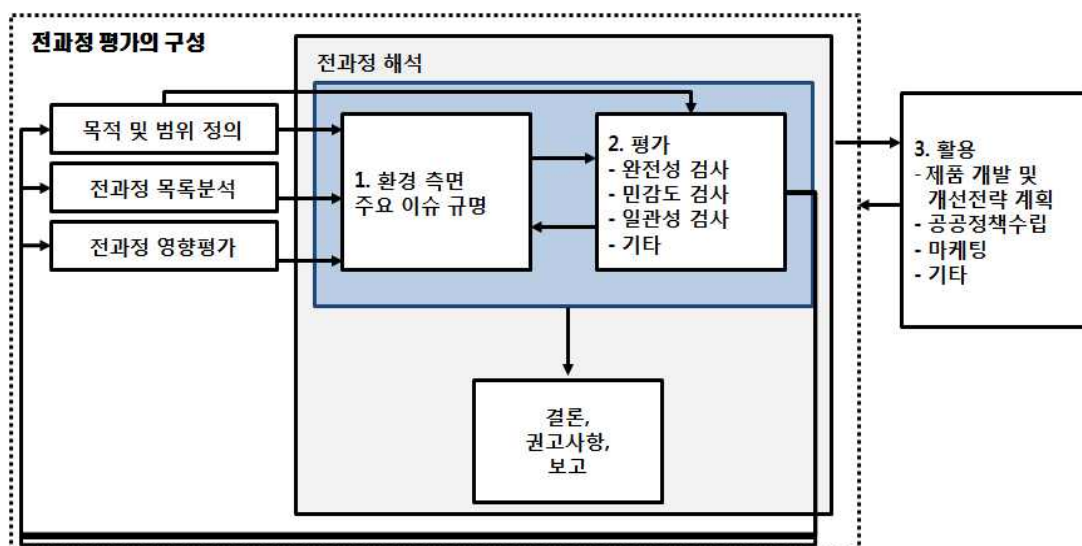 전과정 평가의 구성
전과정 해석
목적 및 범위 정의
전과정 목록분석
전과정 영향평가
1. 환경 측면
주요 이슈 규명
2. 평가
- 완전성 검사
- 민감도 검사
- 일관성 검사
- 기타
3. 활용
- 제품 개발 및
개선전략 계획
- 공공정책수립
- 마케팅
- 기타
결론,
권고사항,
보고